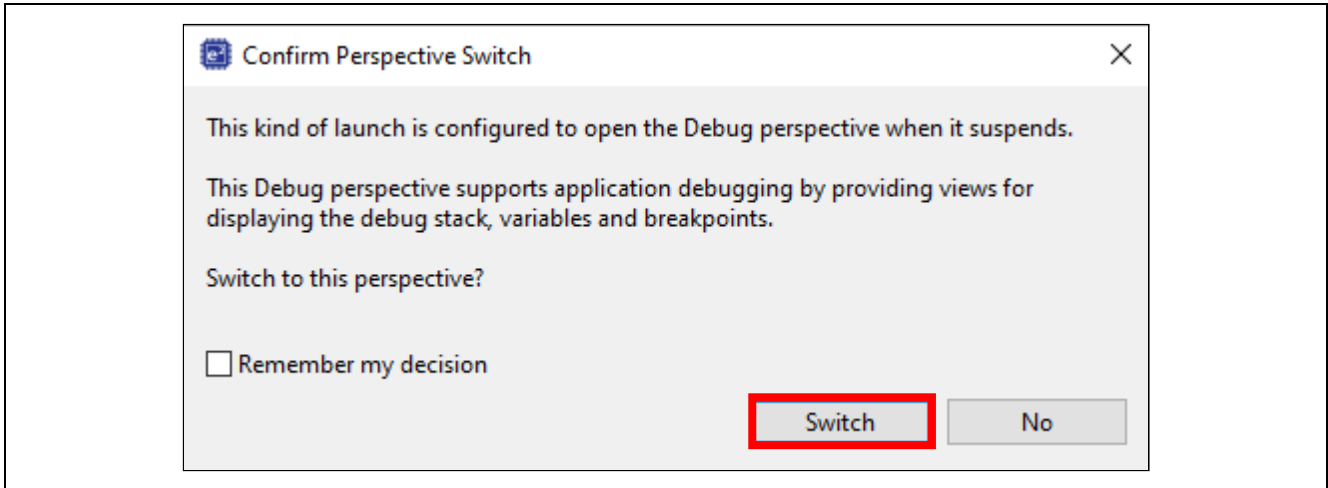 Confirm Perspective Switch
This kind of launch is configured to open the Debug perspective when it suspends.
This Debug perspective supports application debugging by providing views for
displaying the debug stack, variables and breakpoints.
Switch to this perspective?
Remember my decision
Switch No